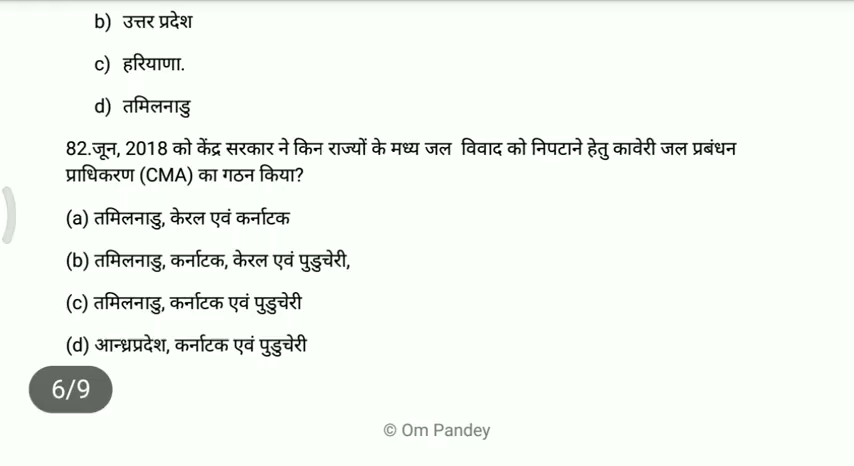 b) उत्तर प्रदेश
c) हरियाणा.
d) तमिलनाडु
82.जून, 2018 को केंद्र सरकार ने किन राज्यों के मध्य जल विवाद को निपटाने हेतु कावेरी जल प्रबंधन
प्राधिकरण (CMA) का गठन किया?
(a) तमिलनाडु, केरल एवं कर्नाटक
(b) तमिलनाडु, कर्नाटक, केरल एवं पुडुचेरी,
(c) तमिलनाडु, कर्नाटक एवं पुडुचेरी
(d) आन्ध्रप्रदेश, कर्नाटक एवं पुडुचेरी
6/9
© Om Pandey